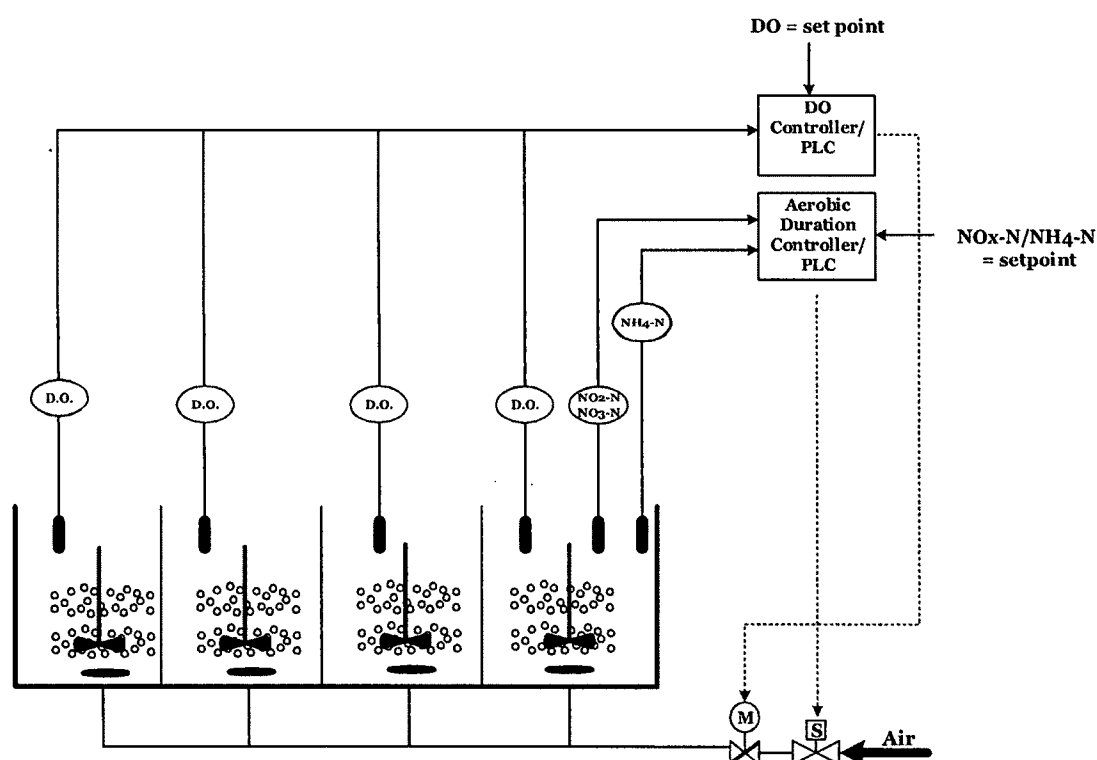 DO = set point
DO
Controller/
PLC
Aerobic
Duration
Controller/
PLC
NOx-N/NH4-N
= setpoint
NH4-N
D.O.
D.O.
D.O.
D.O.
NO2-N
NO3-N
M
S
Air